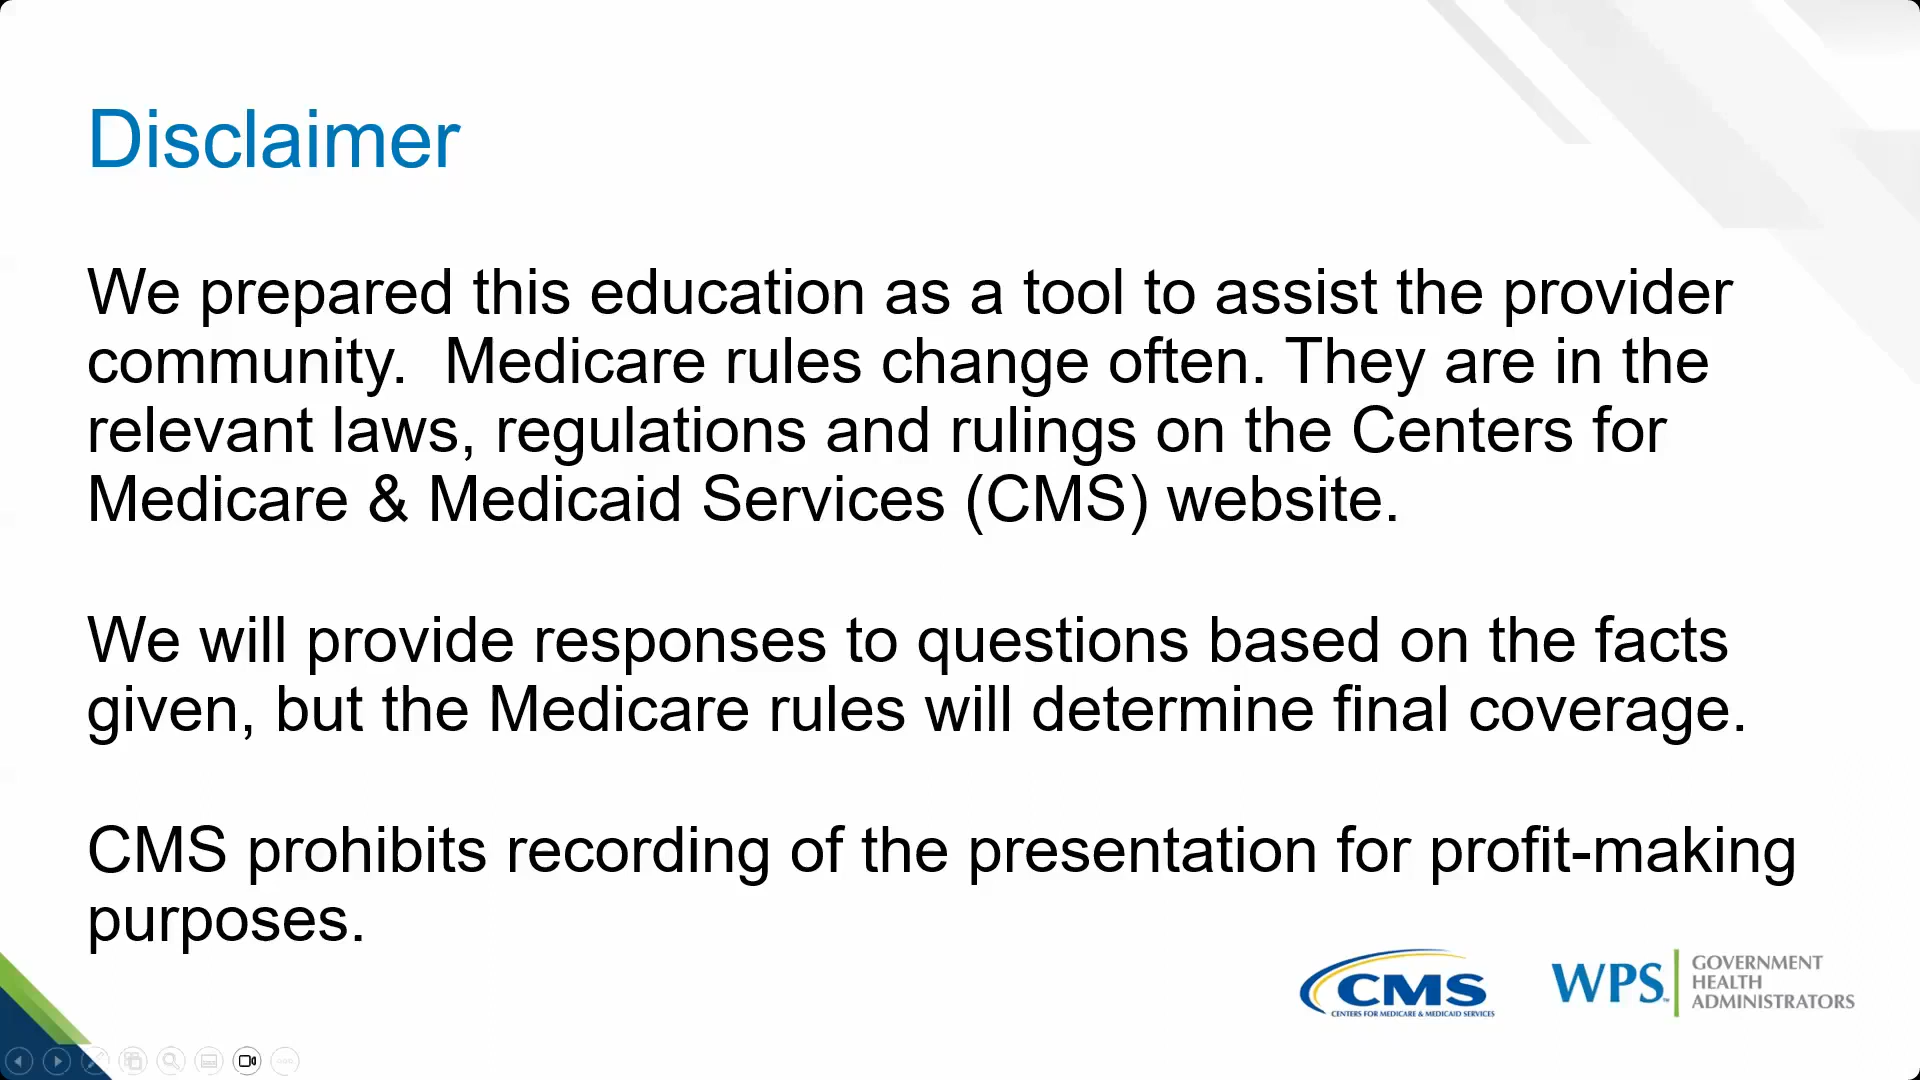 Disclaimer
We prepared this education as a tool to assist the provider
community.  Medicare rules change often. They are in the
relevant laws, regulations and rulings on the Centers for
Medicare & Medicaid Services (CMS) website.
We will provide responses to questions based on the facts
given, but the Medicare rules will determine final coverage.
CMS prohibits recording of the presentation for profit-making
purposes.
CMS
CENTERS FOR MEDICARE & MEDICAID SERVICES
WPS™
GOVERNMENT
HEALTH
ADMINISTRATORS